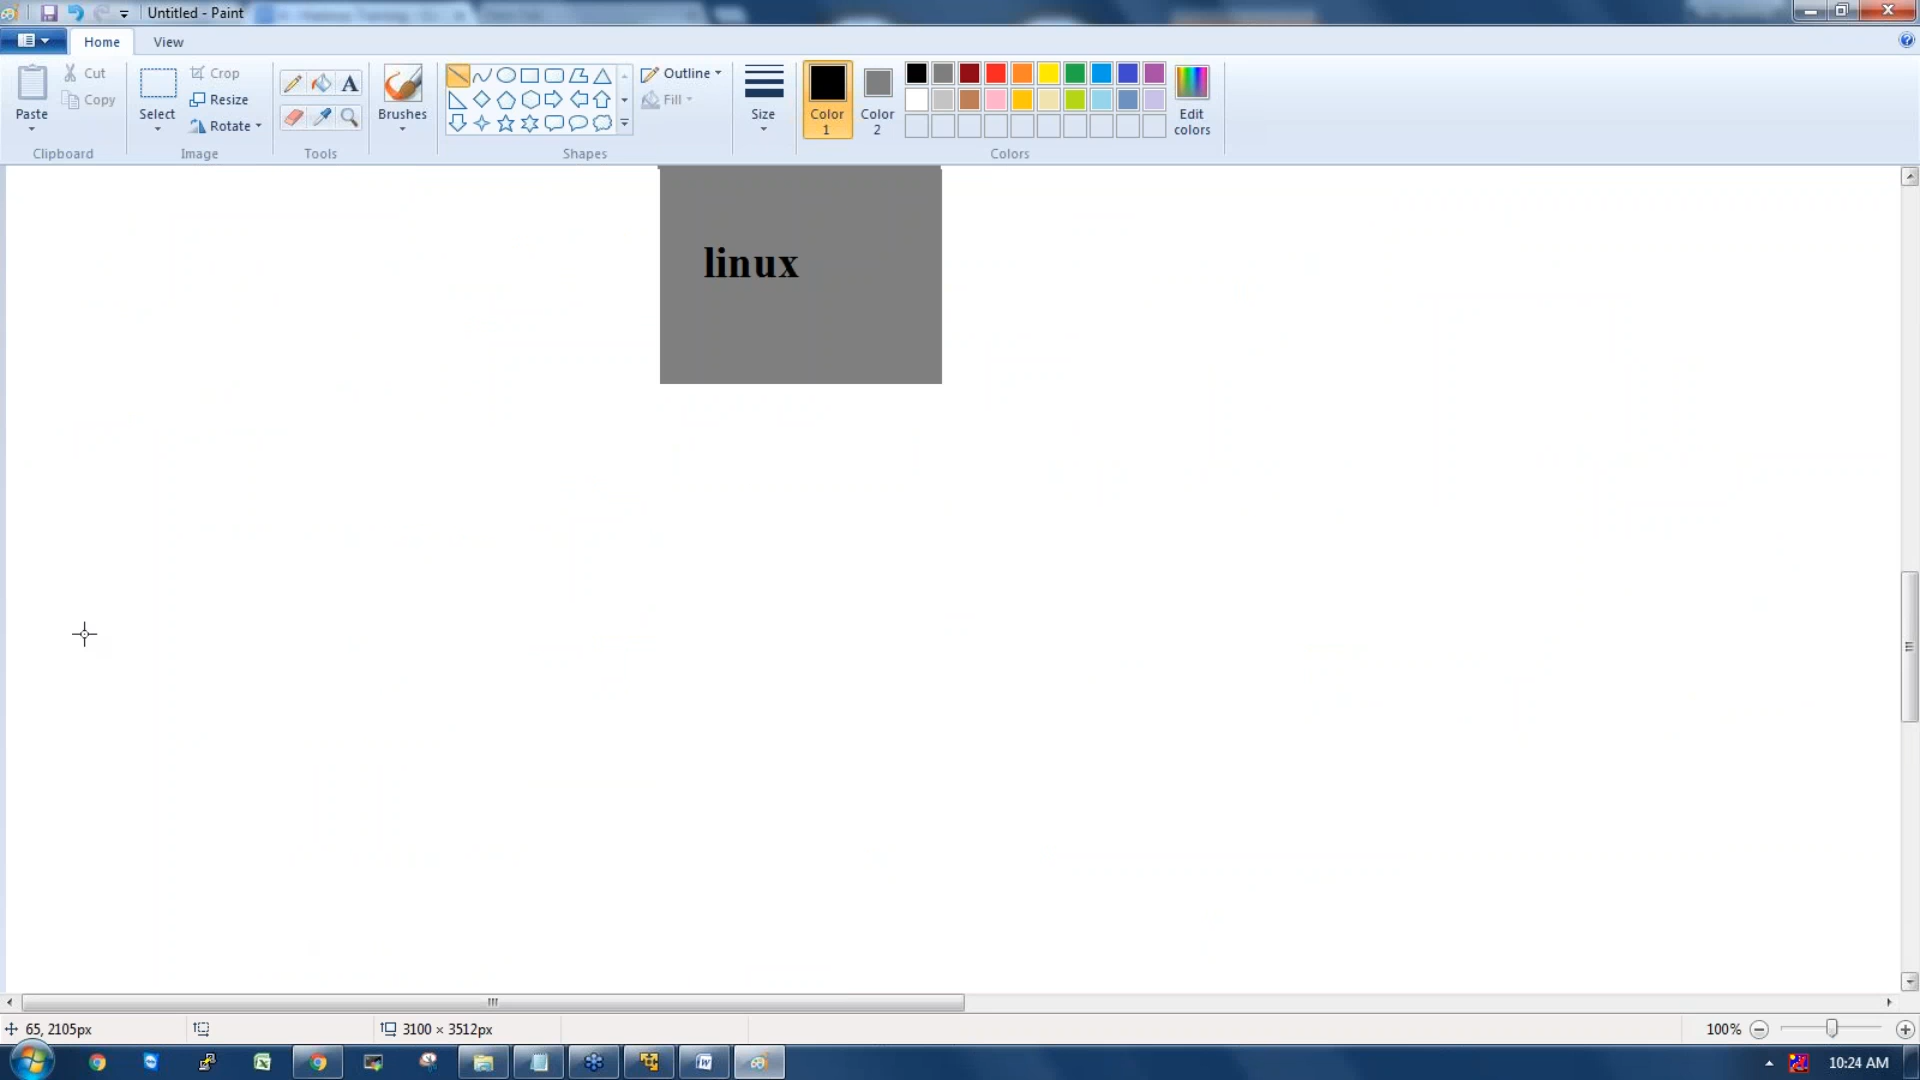 Untitled - Paint
Home
View
Paste
Cut
Copy
Clipboard
Select
Crop
Resize
Rotate
Image
A
Tools
Brushes
Outline
Fill
Shapes
Size
Color
1
Color
2
Edit
colors
Colors
linux
65, 2105px
3100 × 3512px
100%
10:24 AM